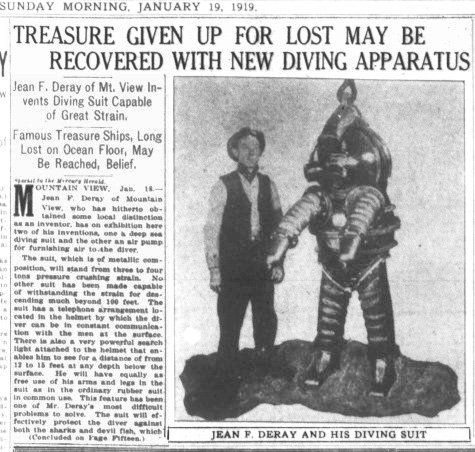 SUNDAY MORNING, JANUARY 19, 1919.
TREASURE GIVEN UP FOR LOST MAY BE
RECOVERED WITH NEW DIVING APPARATUS
Jean F. Deray of Mt. View In-
vents Diving Suit Capable
of Great Strain.
Famous Treasure Ships, Long
Lost on Ocean Floor, May
Be Reached, Belief.
Special to the Mercury Herald.
MOUNTAIN VIEW, Jan. 18.—
Jean F. Deray of Mountain
View, who has hitherto ob-
tained some local distinction
as an inventor, has on exhibition here
two of his inventions, one a deep sea
diving suit and the other an air pump
for furnishing air to the diver.
The suit, which is of metallic com-
position, will stand from three to four
tons pressure crushing strain. No
other suit has been made capable
of withstanding the strain for des-
cending much beyond 100 feet. The
suit has a telephone arrangement lo-
cated in the helmet by which the di-
ver can be in constant communica-
tion with the men at the surface.
There is also a very powerful search
light attached to the helmet that en-
ables him to see for a distance of from
12 to 15 feet at any depth below the
surface. He will have equally as
free use of his arms and legs in the
suit as in the ordinary rubber suit
in common use. This feature has been
one of Mr. Deray's most difficult
problems to solve. The suit will ef-
fectively protect the diver against
both the sharks and devil fish, which
(Concluded on Page Fifteen.)
JEAN F. DERAY AND HIS DIVING SUIT